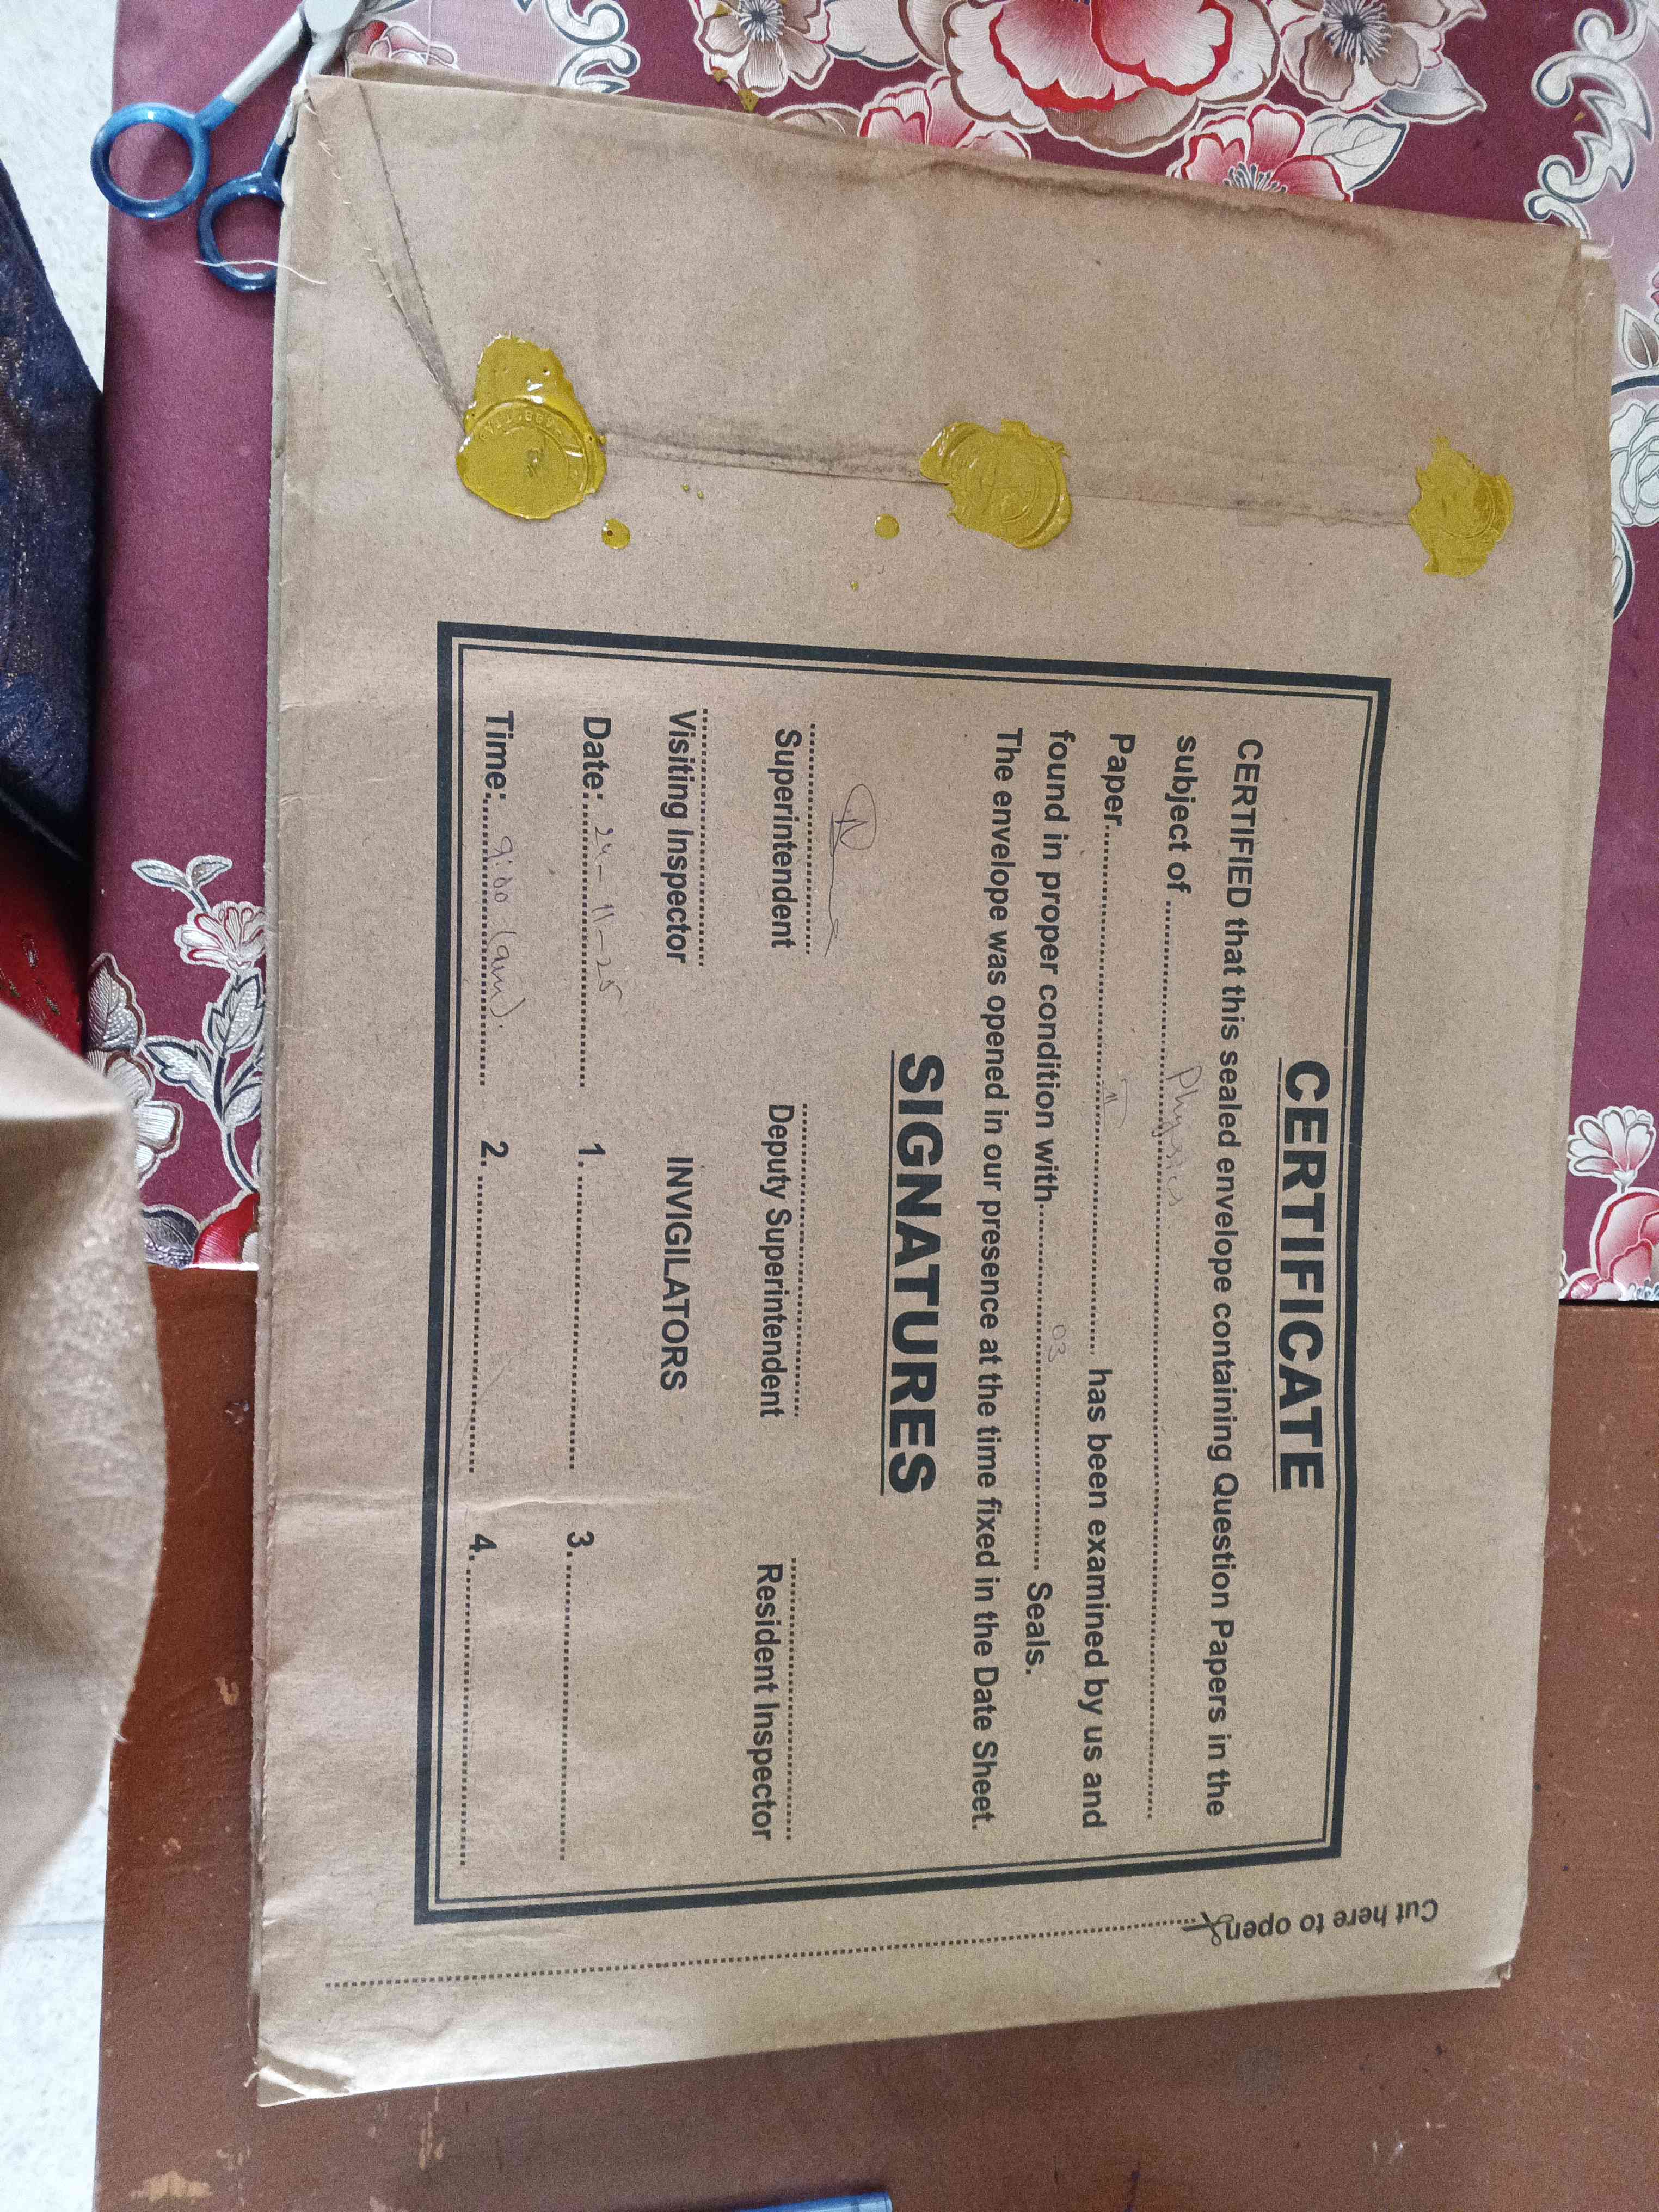 CERTIFICATE
CERTIFIED that this sealed envelope containing Question Papers in the
subject of ........ Physics ........
Paper........ II ........ has been examined by us and
found in proper condition with........ 03 ........ Seals.
The envelope was opened in our presence at the time fixed in the Date Sheet.
SIGNATURES
Superintendent Deputy Superintendent Resident Inspector
Visiting Inspector INVIGILATORS
Date: 24-11-25 1. ........ 3. ........
Time: 9:00 (am). 2. ........ 4. ........
Cut here to open